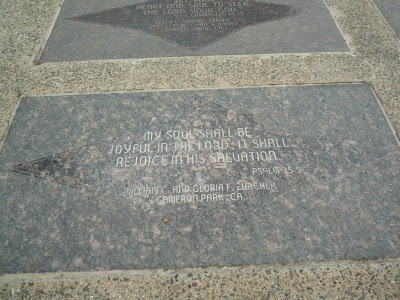 HEART AND SOUL TO SEEK
THE LORD YOUR GOD.
MY SOUL SHALL BE
JOYFUL IN THE LORD: IT SHALL
REJOICE IN HIS SALVATION.
PSALM 35:9
WILLIAM C. AND GLORIA F. ZURCHER
CAMERON PARK, CA